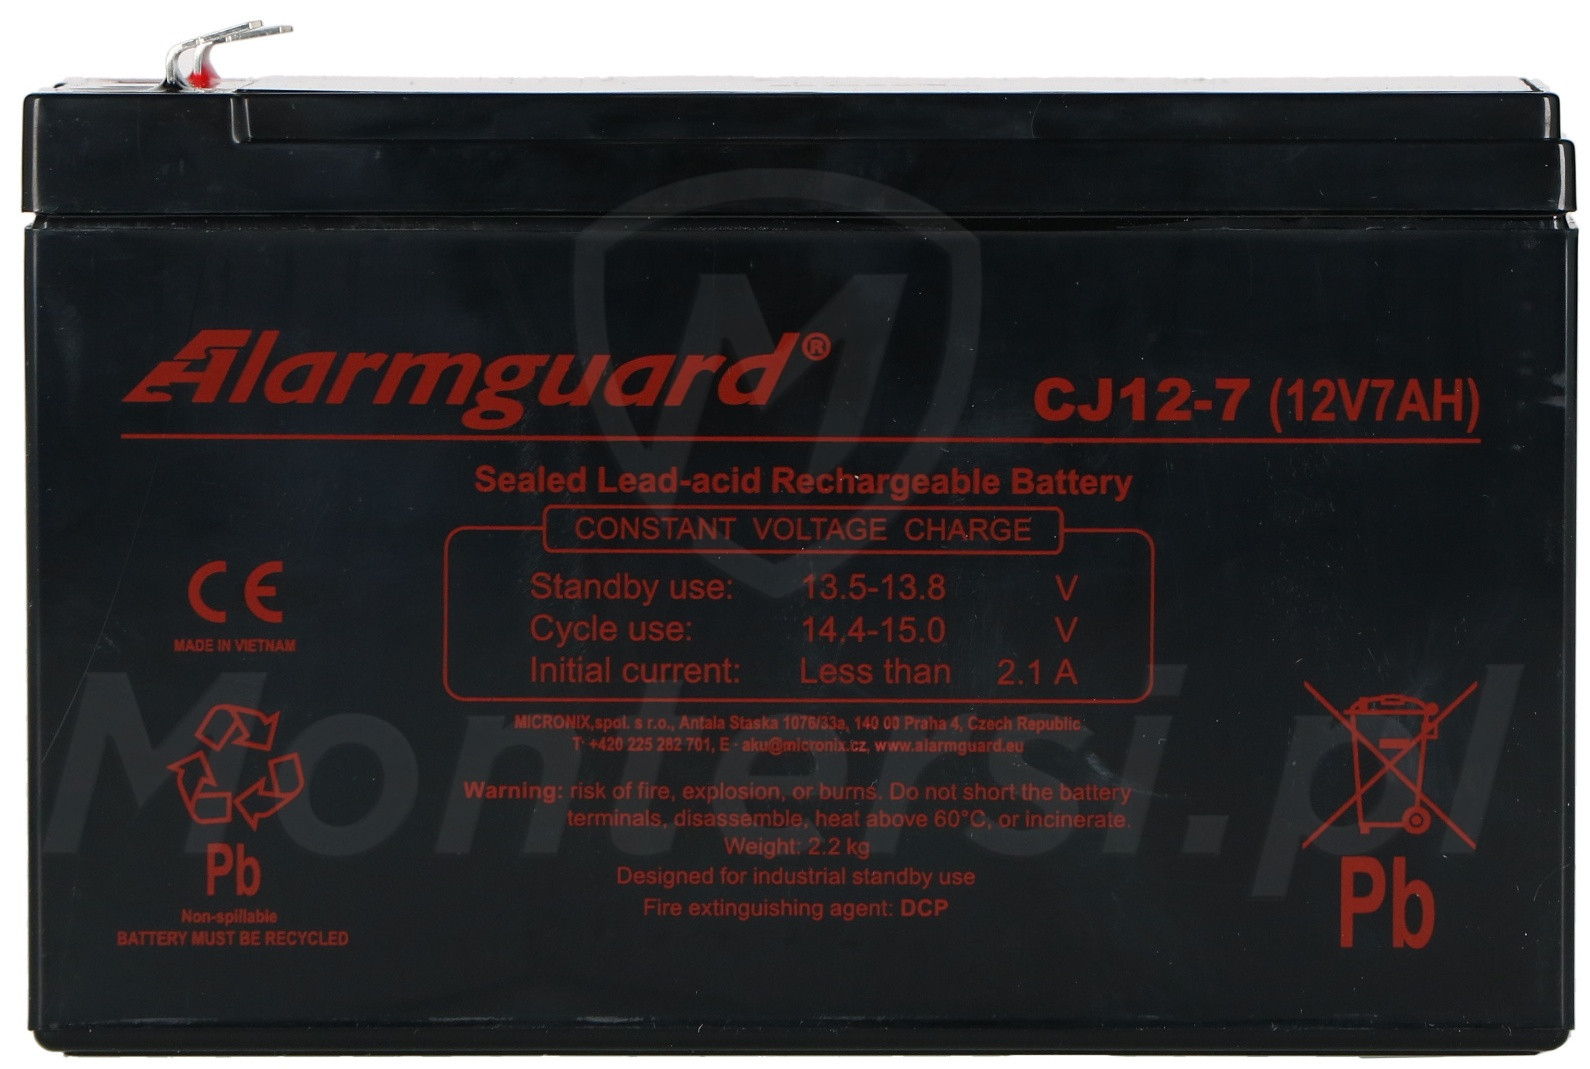 Alarmguard®
CJ12-7 (12V7AH)
Sealed Lead-acid Rechargeable Battery
CONSTANT VOLTAGE CHARGE
Standby use: 13.5-13.8 V
Cycle use: 14.4-15.0 V
Initial current: Less than 2.1 A
CE
MADE IN VIETNAM
MICRONIX,spol. s r.o., Antala Staska 1076/33a, 140 00 Praha 4, Czech Republic
T· +420 225 282 701, E · aku@micronix.cz, www.alarmguard.eu
Warning: risk of fire, explosion, or burns. Do not short the battery
terminals, disassemble, heat above 60°C, or incinerate.
Weight: 2.2 kg
Designed for industrial standby use
Fire extinguishing agent: DCP
Pb
Non-spillable
BATTERY MUST BE RECYCLED
Pb
M
Montersi.pl